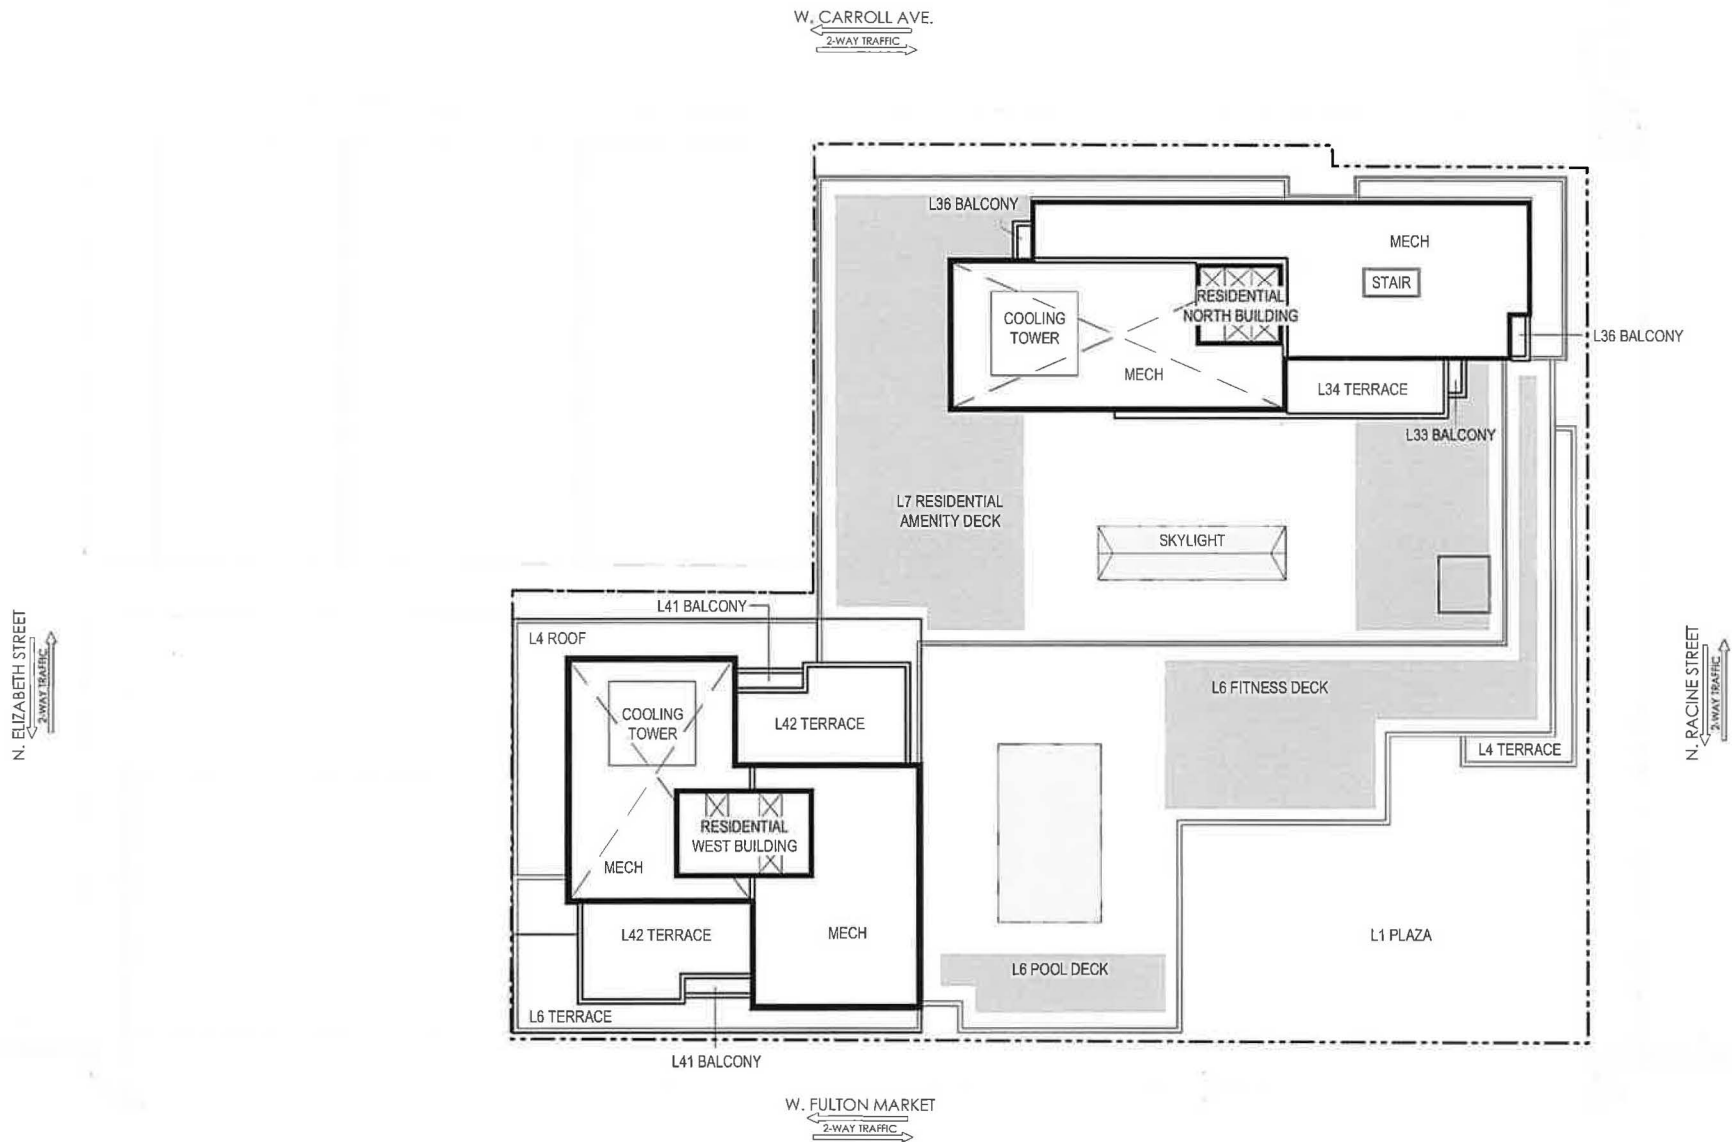 W. CARROLL AVE.
2-WAY TRAFFIC
L36 BALCONY
MECH
STAIR
RESIDENTIAL
NORTH BUILDING
COOLING
TOWER
L36 BALCONY
MECH
L34 TERRACE
L33 BALCONY
L7 RESIDENTIAL
AMENITY DECK
SKYLIGHT
L41 BALCONY
L4 ROOF
N. ELIZABETH STREET
2-WAY TRAFFIC
N. RACINE STREET
2-WAY TRAFFIC
L6 FITNESS DECK
COOLING
TOWER
L42 TERRACE
L4 TERRACE
RESIDENTIAL
WEST BUILDING
MECH
L42 TERRACE
MECH
L1 PLAZA
L6 POOL DECK
L6 TERRACE
L41 BALCONY
W. FULTON MARKET
2-WAY TRAFFIC